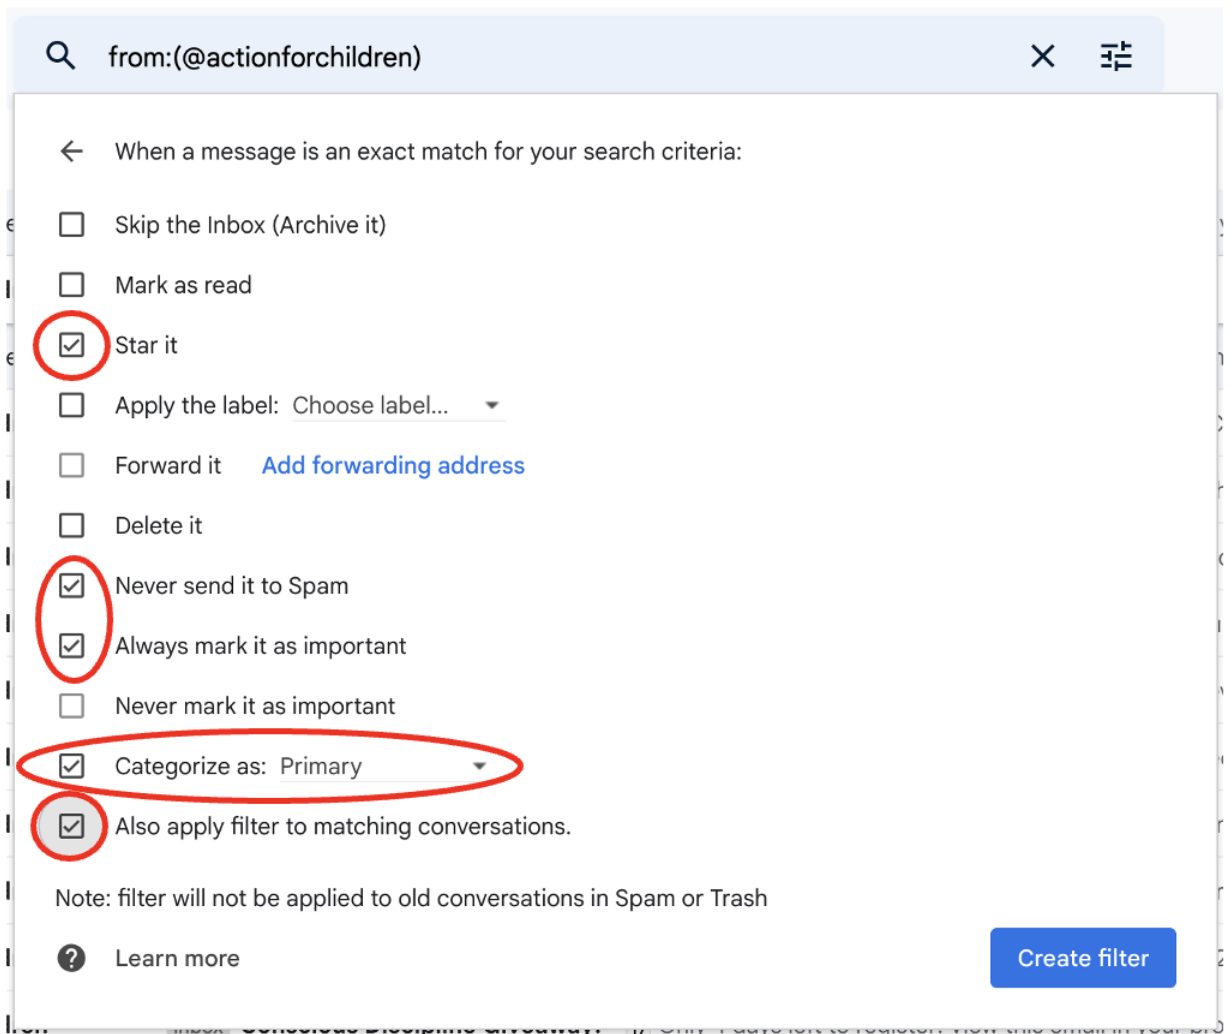 from:(@actionforchildren)
When a message is an exact match for your search criteria:
Skip the Inbox (Archive it)
Mark as read
Star it
Apply the label: Choose label...
Forward it Add forwarding address
Delete it
Never send it to Spam
Always mark it as important
Never mark it as important
Categorize as: Primary
Also apply filter to matching conversations.
Note: filter will not be applied to old conversations in Spam or Trash
Learn more
Create filter